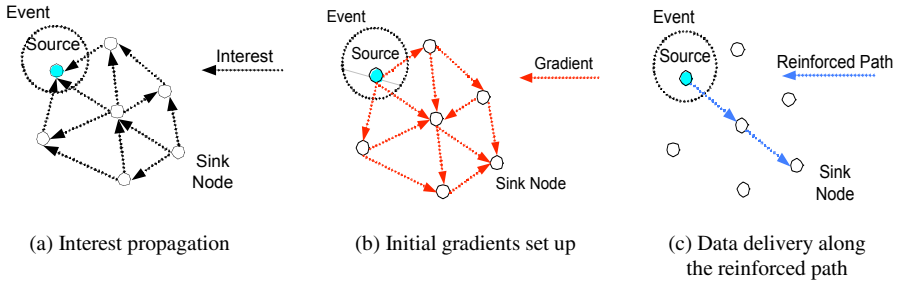 Event
Source
Interest
Sink
Node
(a) Interest propagation
Event
Source
Gradient
Sink Node
(b) Initial gradients set up
Event
Source
Reinforced Path
Sink
Node
(c) Data delivery along
the reinforced path